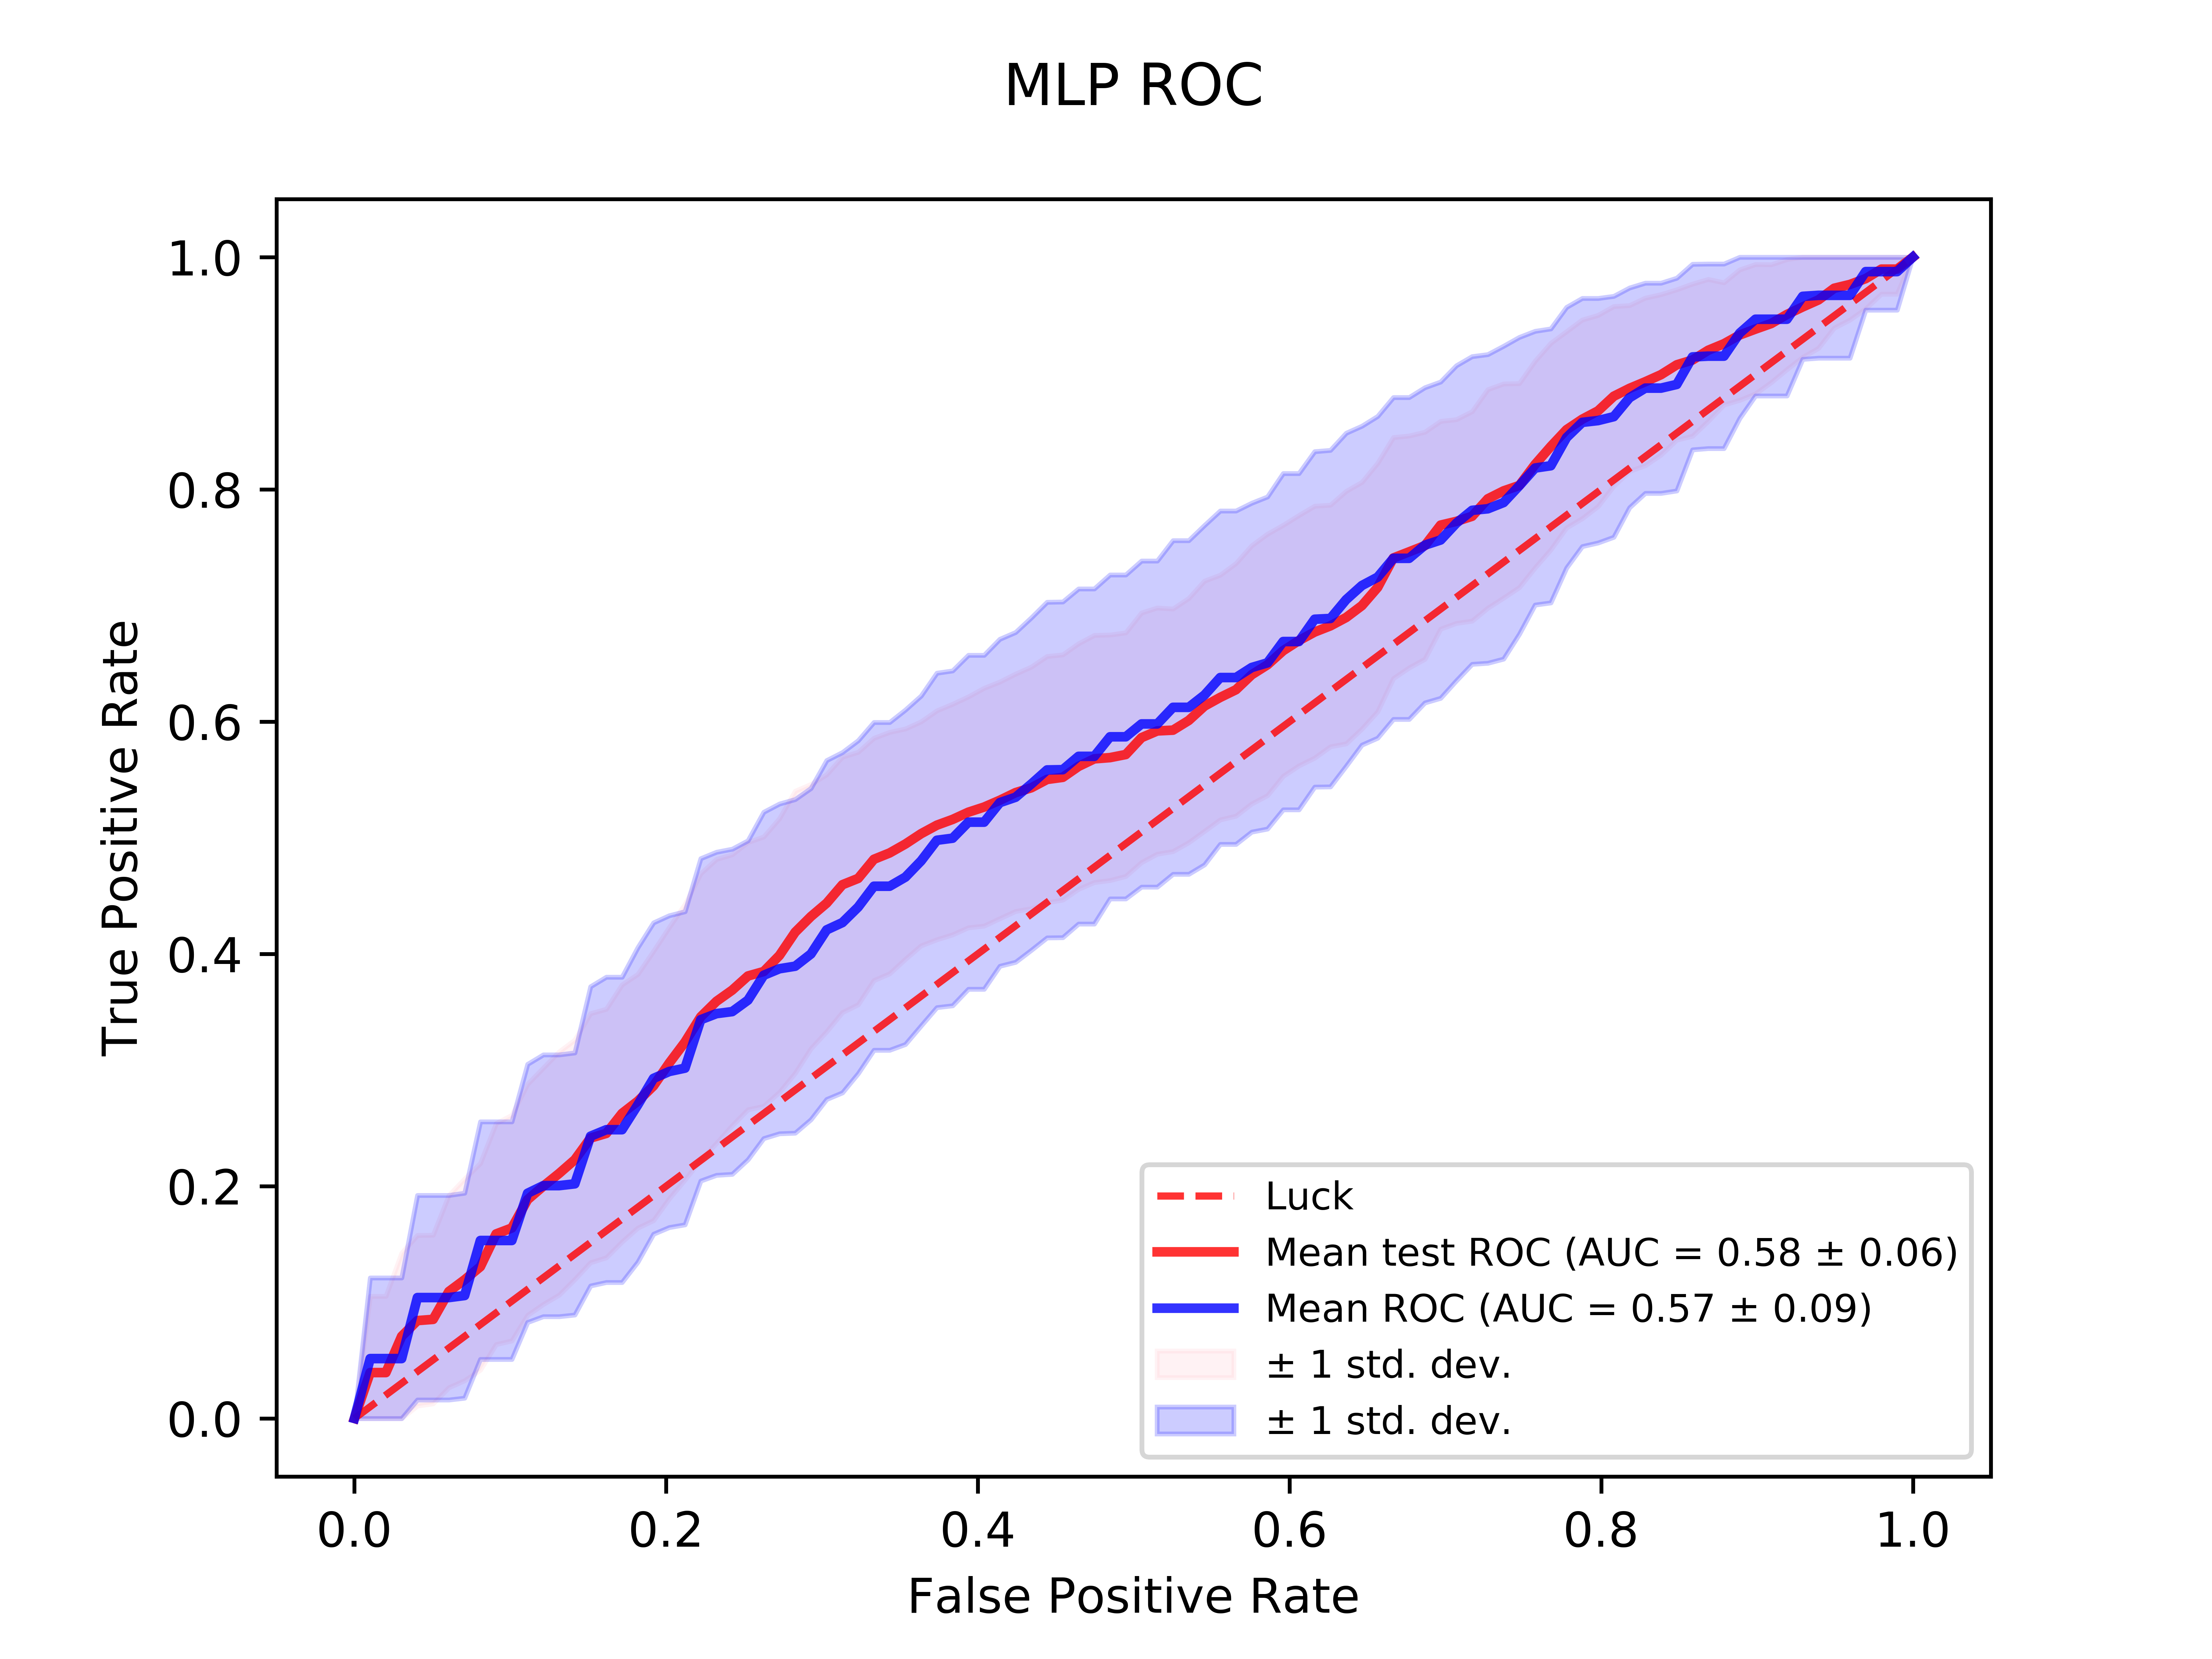 MLP ROC
1.0
0.8
0.6
0.4
0.2
0.0
True Positive Rate
Luck
Mean test ROC (AUC = 0.58 ± 0.06)
Mean ROC (AUC = 0.57 ± 0.09)
± 1 std. dev.
± 1 std. dev.
0.0 0.2 0.4 0.6 0.8 1.0
False Positive Rate